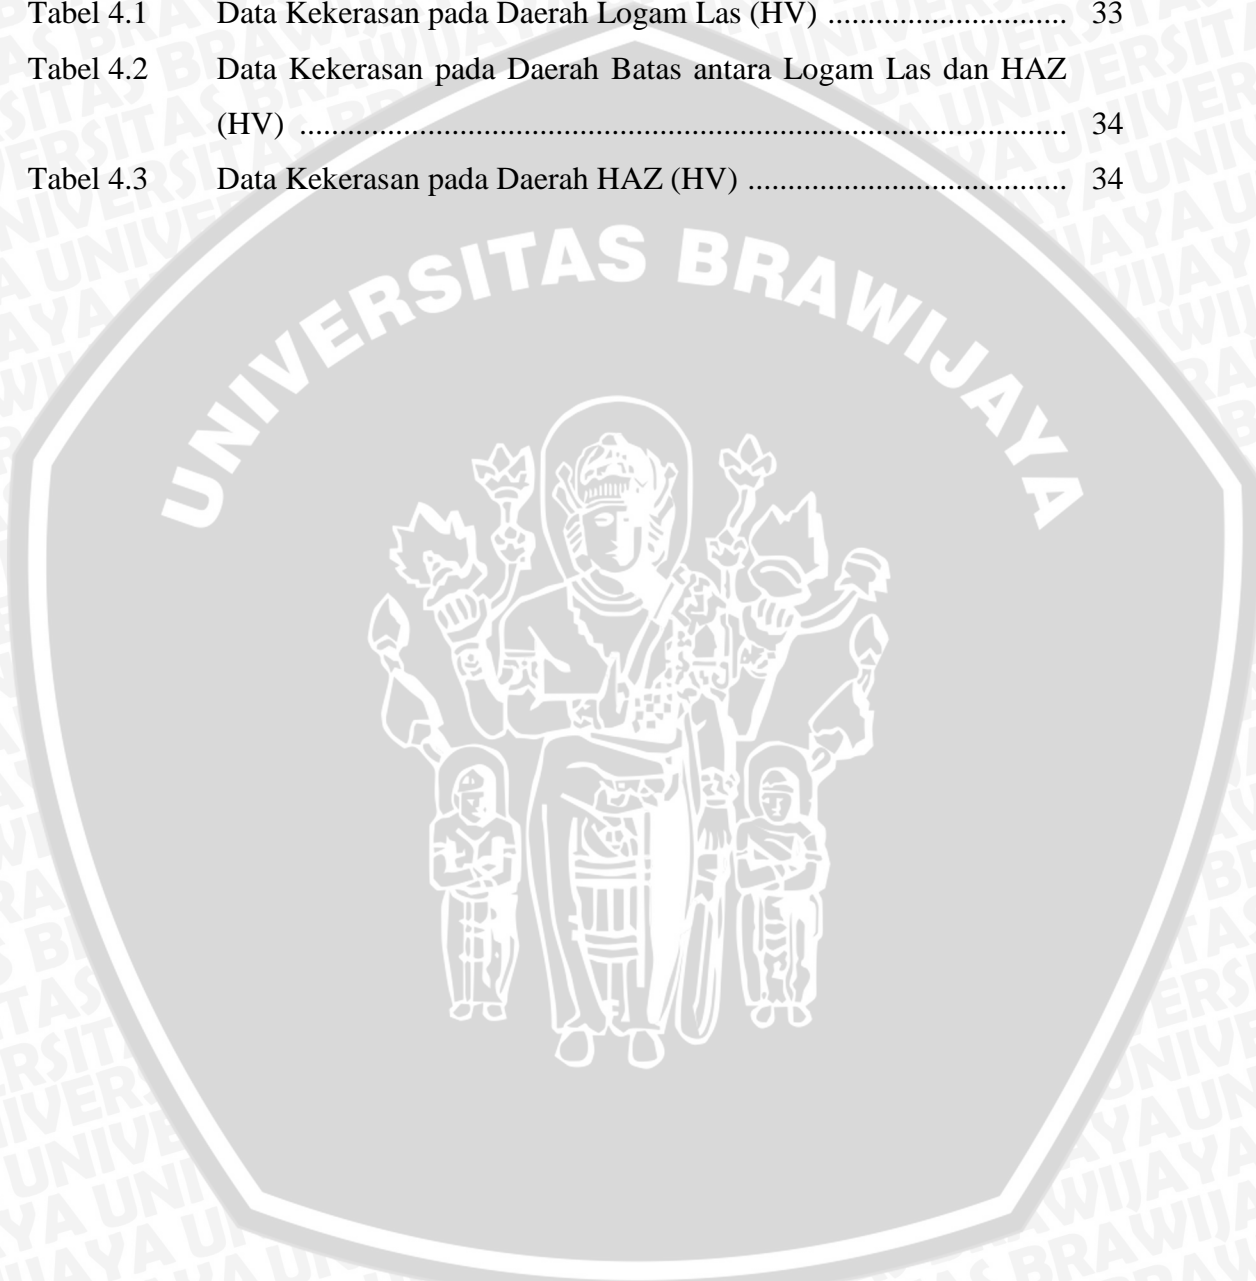 Tabel 4.1 Data Kekerasan pada Daerah Logam Las (HV) .............................. 33
Tabel 4.2 Data Kekerasan pada Daerah Batas antara Logam Las dan HAZ
(HV) ................................................................................................ 34
Tabel 4.3 Data Kekerasan pada Daerah HAZ (HV) ........................................ 34
UNIVERSITAS BRAWIJAYA